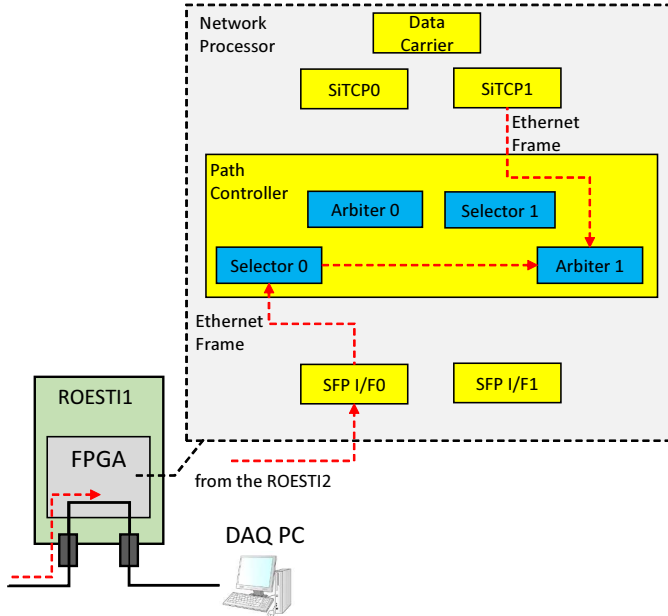 Network
Processor
Data
Carrier
SiTCP0
SiTCP1
Ethernet
Frame
Path
Controller
Arbiter 0
Selector 1
Selector 0
Arbiter 1
Ethernet
Frame
SFP I/F0
SFP I/F1
ROESTI1
FPGA
from the ROESTI2
DAQ PC